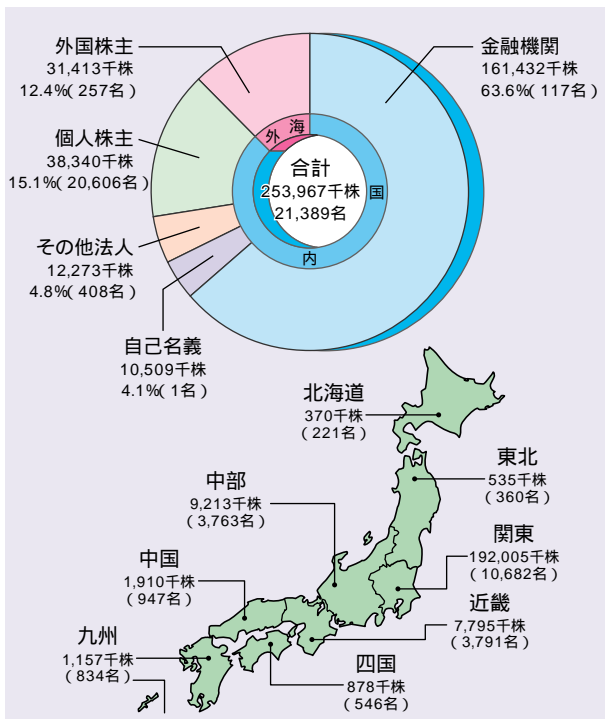 外国株主
31,413千株
12.4%(257名)
金融機関
161,432千株
63.6%(117名)
個人株主
38,340千株
15.1%(20,606名)
海外
国内
合計
253,967千株
21,389名
その他法人
12,273千株
4.8%(408名)
自己名義
10,509千株
4.1%(1名)
北海道
370千株
(221名)
東北
535千株
(360名)
中部
9,213千株
(3,763名)
関東
192,005千株
(10,682名)
中国
1,910千株
(947名)
近畿
7,795千株
(3,791名)
九州
1,157千株
(834名)
四国
878千株
(546名)